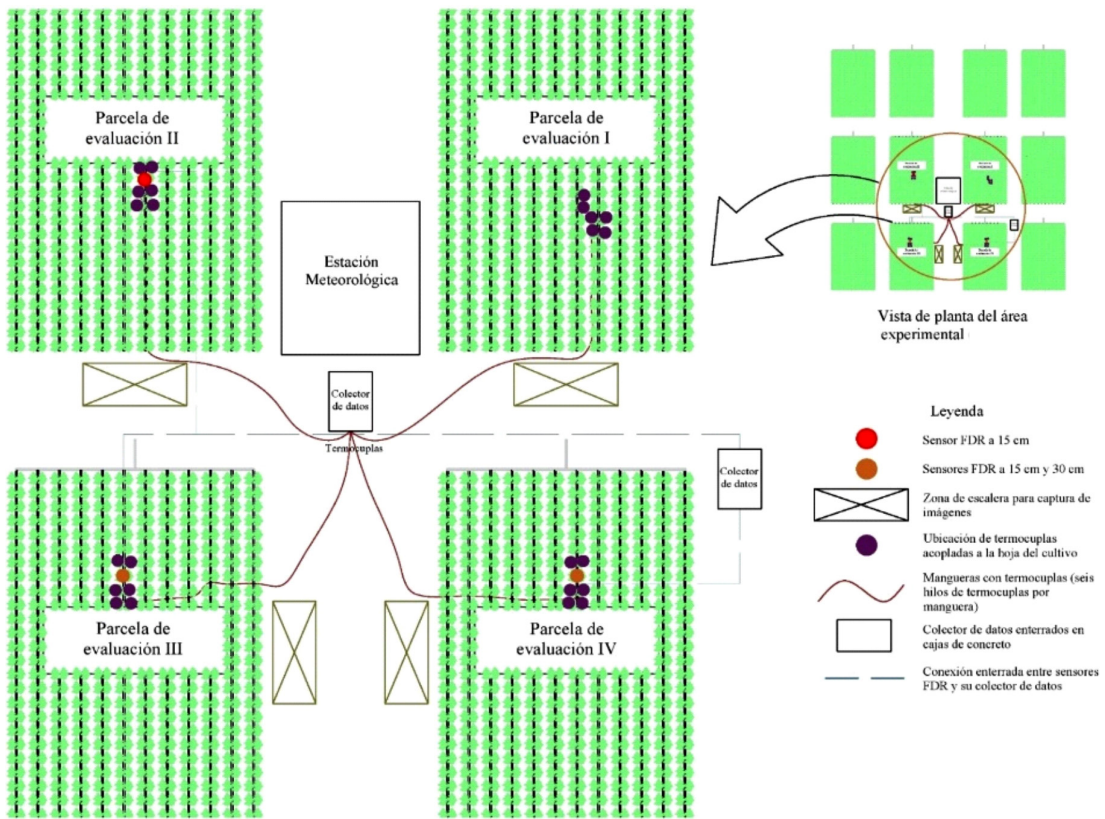 Parcela de
evaluación II
Parcela de
evaluación I
Estación
Meteorológica
Vista de planta del área
experimental
Colector
de datos
Termocuplas
Colector
de datos
Parcela de
evaluación III
Parcela de
evaluación IV
Leyenda
Sensor FDR a 15 cm
Sensores FDR a 15 cm y 30 cm
Zona de escalera para captura de
imágenes
Ubicación de termocuplas
acopladas a la hoja del cultivo
Mangueras con termocuplas (seis
hilos de termocuplas por
manguera)
Colector de datos enterrados en
cajas de concreto
Conexión enterrada entre sensores
FDR y su colector de datos